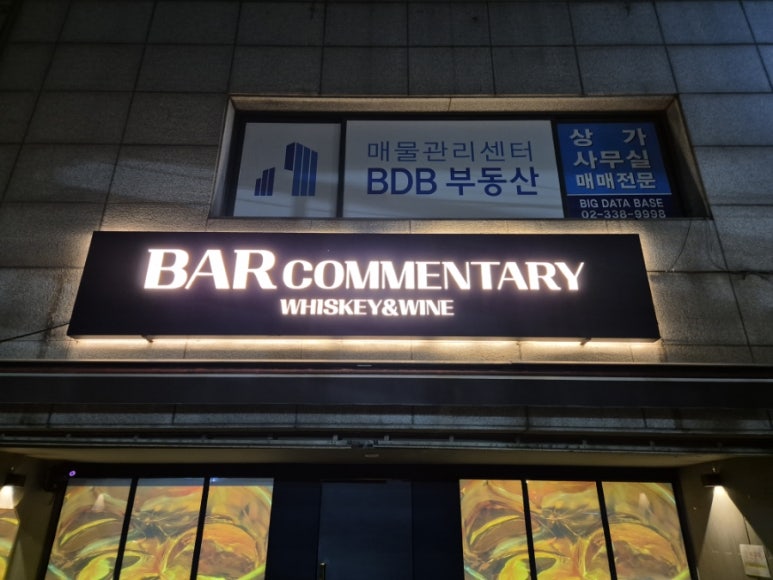 매물관리센터
BDB 부동산
상가
사무실
매매전문
BIG DATA BASE
02-338-9998
BAR COMMENTARY
WHISKEY&WINE